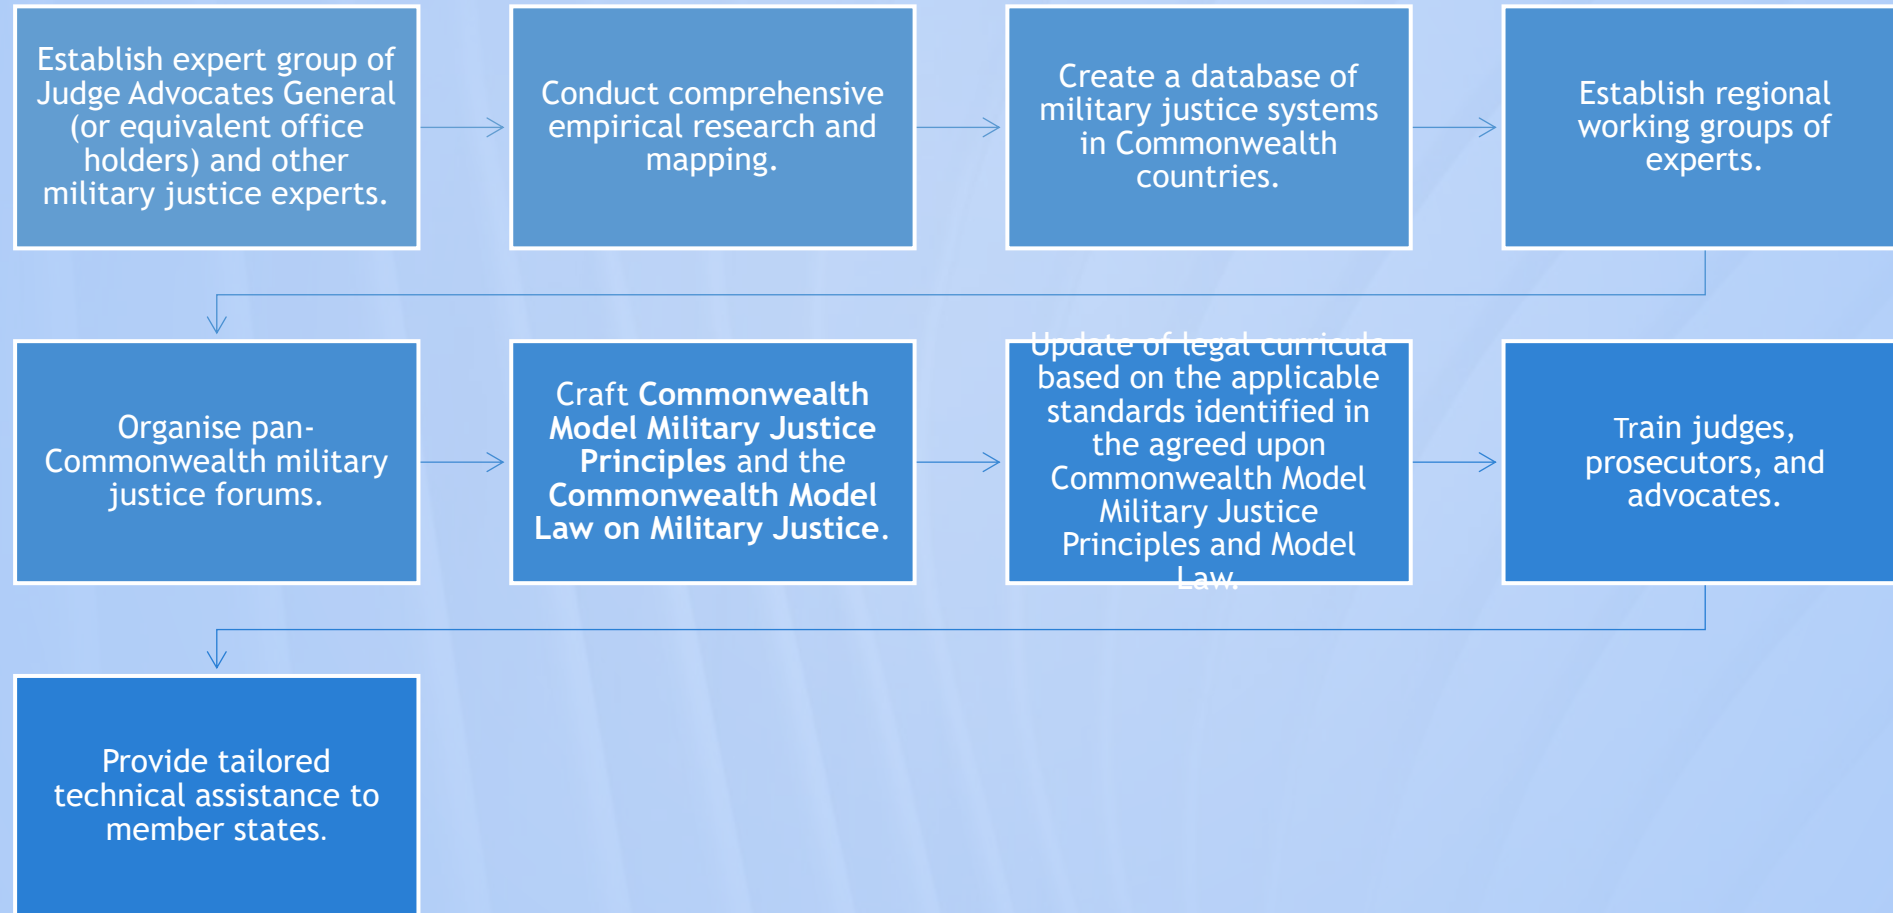 Establish expert group of
Judge Advocates General
(or equivalent office
holders) and other
military justice experts.
Conduct comprehensive
empirical research and
mapping.
Create a database of
military justice systems
in Commonwealth
countries.
Establish regional
working groups of
experts.
Organise pan-
Commonwealth military
justice forums.
Craft Commonwealth
Model Military Justice
Principles and the
Commonwealth Model
Law on Military Justice.
Update of legal curricula
based on the applicable
standards identified in
the agreed upon
Commonwealth Model
Military Justice
Principles and Model
Law.
Train judges,
prosecutors, and
advocates.
Provide tailored
technical assistance to
member states.